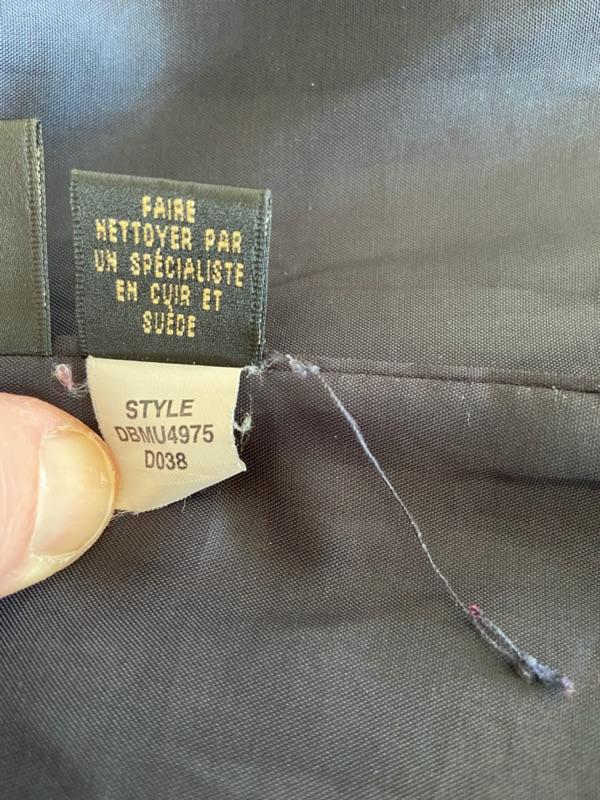 FAIRE
NETTOYER PAR
UN SPÉCIALISTE
EN CUIR ET
SUÈDE
STYLE
DBMU4975
D038